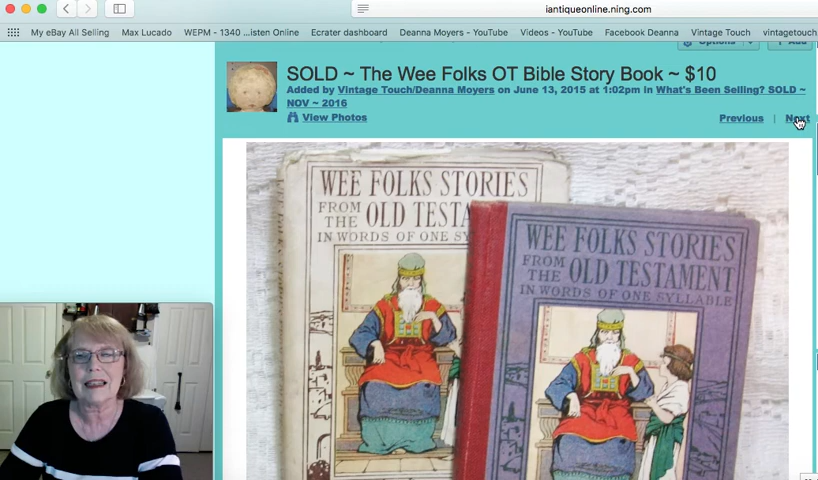 iantiqueonline.ning.com
My eBay All Selling Max Lucado WEPM - 1340 ...isten Online Ecrater dashboard Deanna Moyers - YouTube Videos - YouTube Facebook Deanna Vintage Touch vintagetouch
Options Add
SOLD ~ The Wee Folks OT Bible Story Book ~ $10
Added by Vintage Touch/Deanna Moyers on June 13, 2015 at 1:02pm in What's Been Selling? SOLD ~
NOV ~ 2016
View Photos Previous | Next
WEE FOLKS STORIES
FROM THE OLD TESTA
IN WORDS OF ONE SY
WEE FOLKS STORIES
FROM THE OLD TESTAMENT
IN WORDS OF ONE SYLLABLE